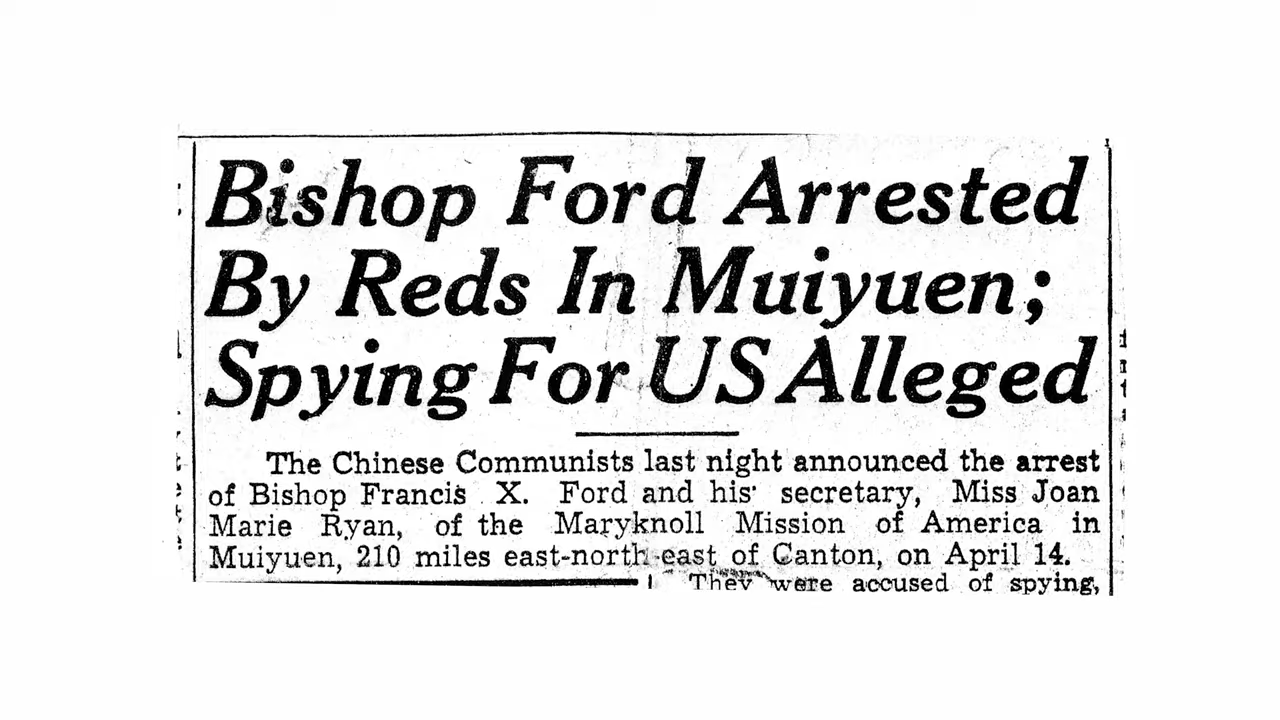 Bishop Ford Arrested
By Reds In Muiyuen;
Spying For US Alleged
The Chinese Communists last night announced the arrest
of Bishop Francis X. Ford and his secretary, Miss Joan
Marie Ryan, of the Maryknoll Mission of America in
Muiyuen, 210 miles east-north-east of Canton, on April 14.
They were accused of spying,